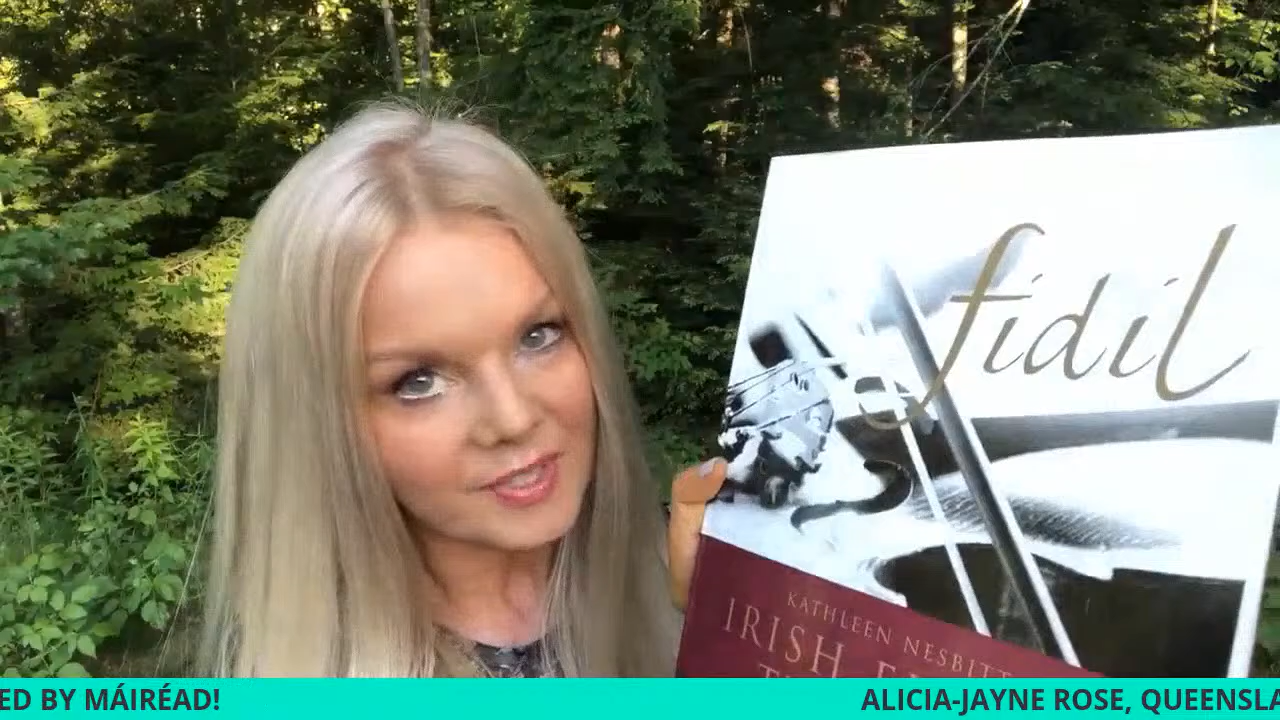 fidil
KATHLEEN NESBITT
IRISH
ED BY MÁIRÉAD!
ALICIA-JAYNE ROSE, QUEENSLA